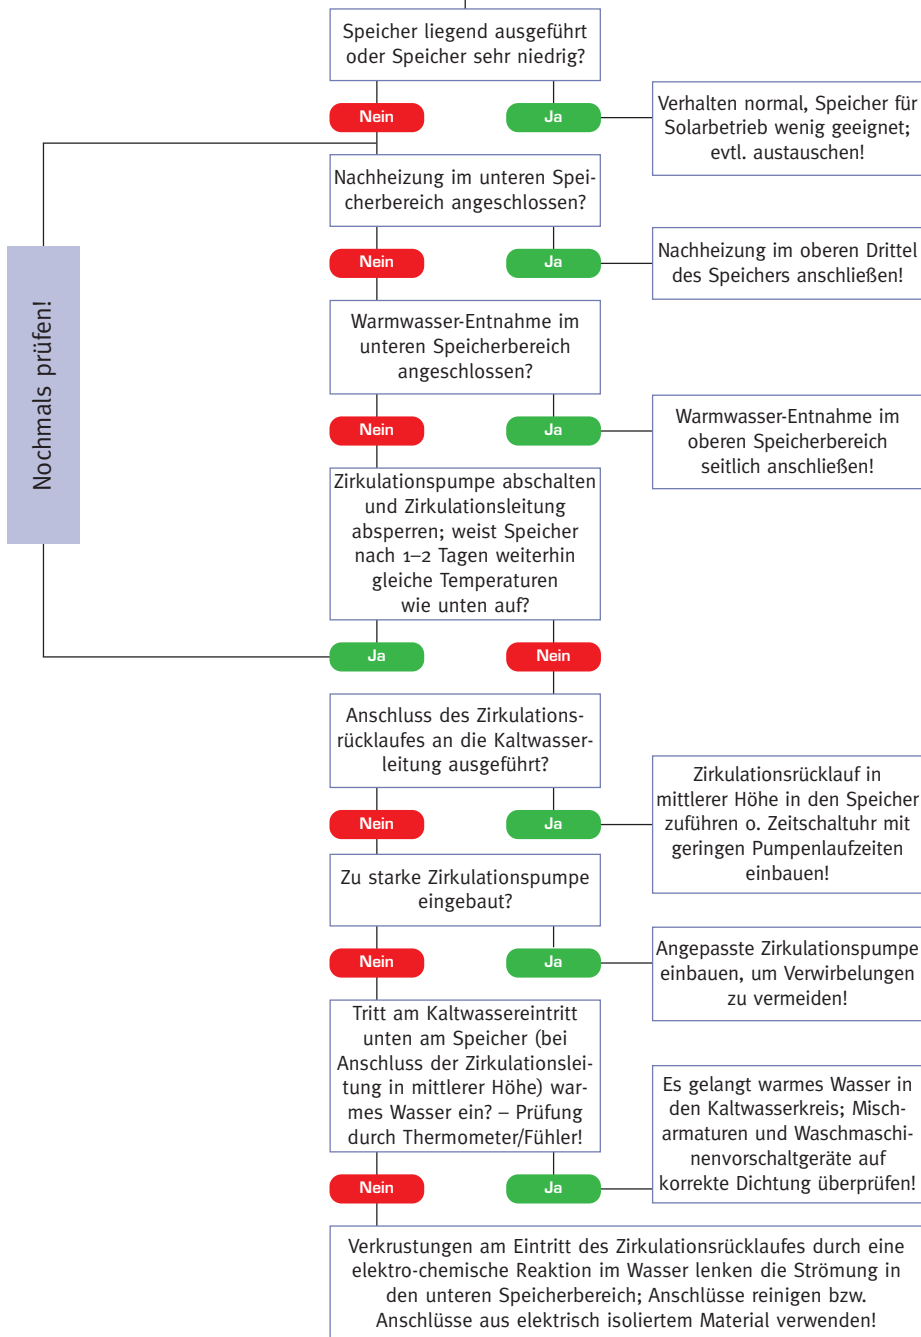 Speicher liegend ausgeführt
oder Speicher sehr niedrig?
Nein
Ja
Verhalten normal, Speicher für
Solarbetrieb wenig geeignet;
evtl. austauschen!
Nachheizung im unteren Spei-
cherbereich angeschlossen?
Nein
Ja
Nachheizung im oberen Drittel
des Speichers anschließen!
Nochmals prüfen!
Warmwasser-Entnahme im
unteren Speicherbereich
angeschlossen?
Nein
Ja
Warmwasser-Entnahme im
oberen Speicherbereich
seitlich anschließen!
Zirkulationspumpe abschalten
und Zirkulationsleitung
absperren; weist Speicher
nach 1–2 Tagen weiterhin
gleiche Temperaturen
wie unten auf?
Ja
Nein
Anschluss des Zirkulations-
rücklaufes an die Kaltwasser-
leitung ausgeführt?
Nein
Ja
Zirkulationsrücklauf in
mittlerer Höhe in den Speicher
zuführen o. Zeitschaltuhr mit
geringen Pumpenlaufzeiten
einbauen!
Zu starke Zirkulationspumpe
eingebaut?
Nein
Ja
Angepasste Zirkulationspumpe
einbauen, um Verwirbelungen
zu vermeiden!
Tritt am Kaltwassereintritt
unten am Speicher (bei
Anschluss der Zirkulationslei-
tung in mittlerer Höhe) war-
mes Wasser ein? – Prüfung
durch Thermometer/Fühler!
Nein
Ja
Es gelangt warmes Wasser in
den Kaltwasserkreis; Misch-
armaturen und Waschmaschi-
nenvorschaltgeräte auf
korrekte Dichtung überprüfen!
Verkrustungen am Eintritt des Zirkulationsrücklaufes durch eine
elektro-chemische Reaktion im Wasser lenken die Strömung in
den unteren Speicherbereich; Anschlüsse reinigen bzw.
Anschlüsse aus elektrisch isoliertem Material verwenden!